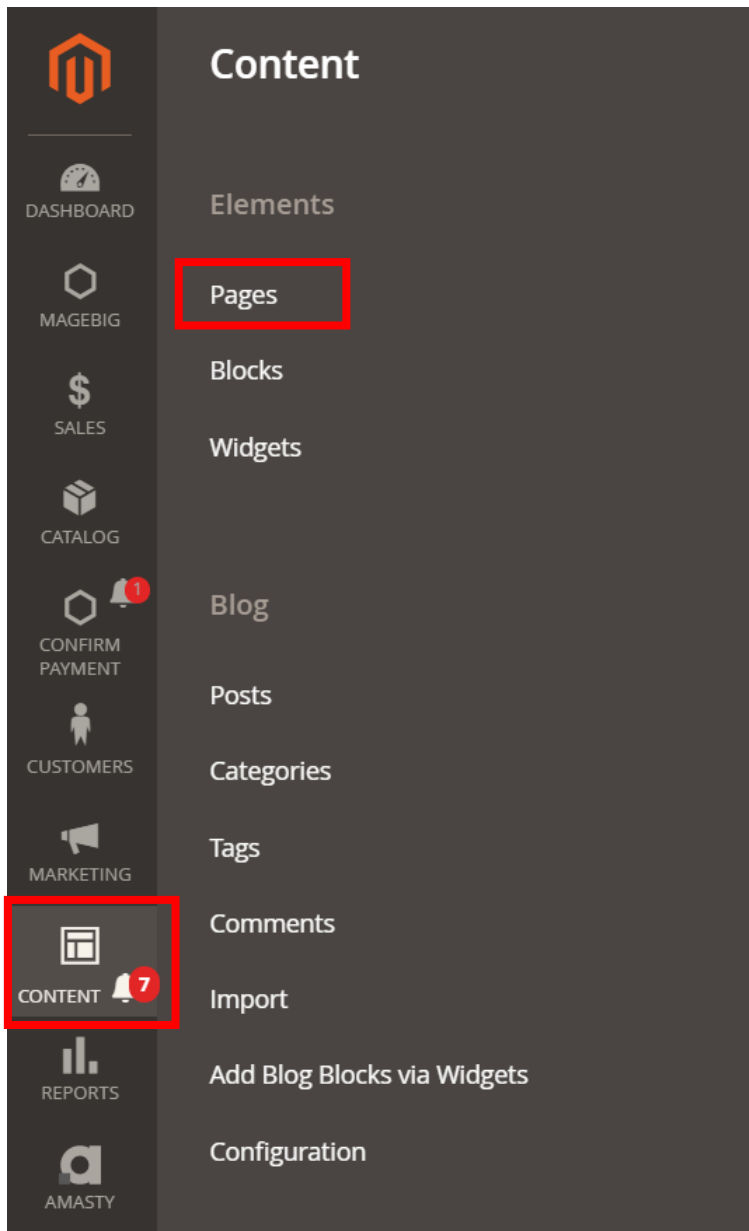 DASHBOARD
MAGEBIG
$
SALES
CATALOG
1
CONFIRM
PAYMENT
CUSTOMERS
MARKETING
CONTENT 7
REPORTS
a
AMASTY
Content
Elements
Pages
Blocks
Widgets
Blog
Posts
Categories
Tags
Comments
Import
Add Blog Blocks via Widgets
Configuration